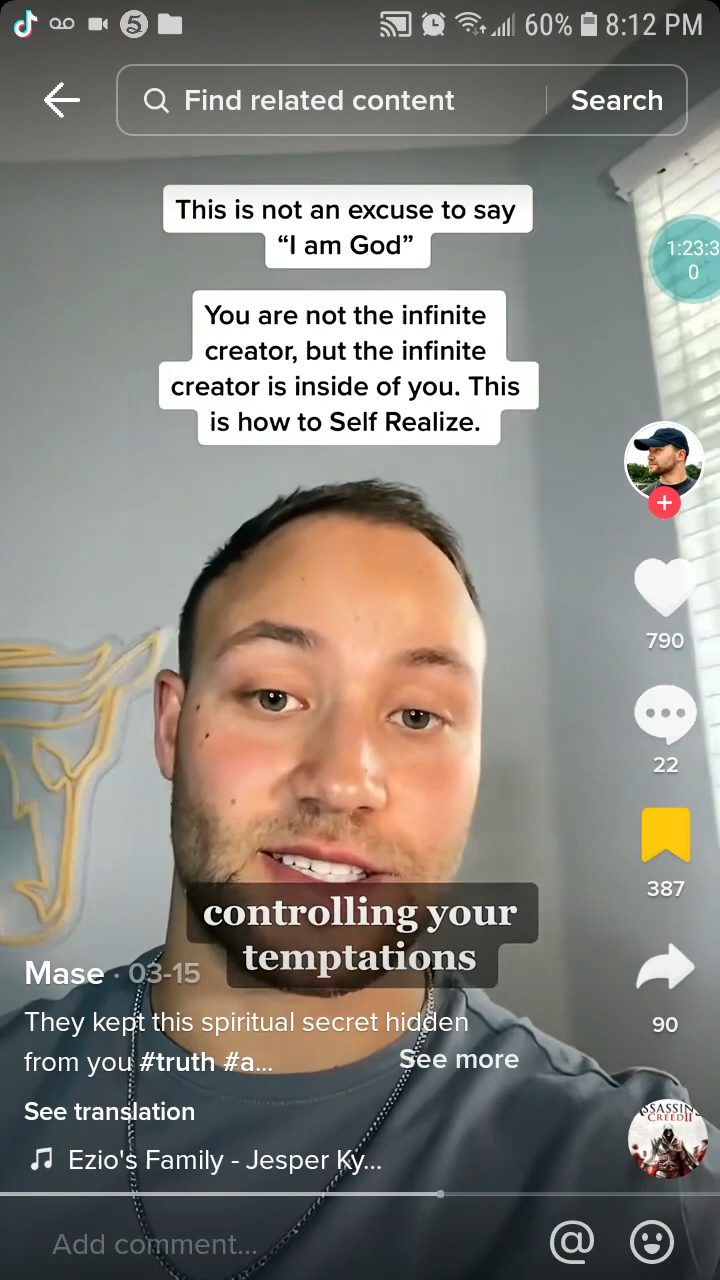 60% 8:12 PM
Find related content
Search
This is not an excuse to say
“I am God”
1:23:3
0
You are not the infinite
creator, but the infinite
creator is inside of you. This
is how to Self Realize.
790
22
387
controlling your
temptations
Mase · 03-15
They kept this spiritual secret hidden
from you #truth #a...
See more
90
See translation
ASSASSIN
CREED II
Ezio's Family - Jesper Ky...
Add comment...